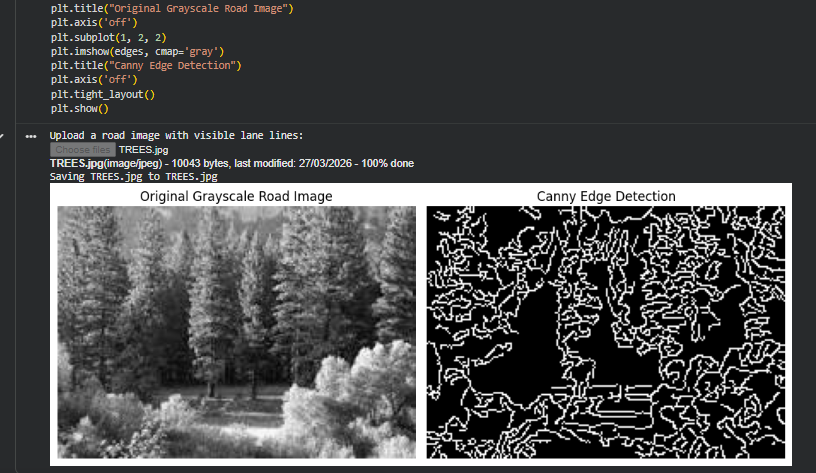 plt.title("Original Grayscale Road Image")
plt.axis('off')
plt.subplot(1, 2, 2)
plt.imshow(edges, cmap='gray')
plt.title("Canny Edge Detection")
plt.axis('off')
plt.tight_layout()
plt.show()
Upload a road image with visible lane lines:
Choose files TREES.jpg
TREES.jpg(image/jpeg) - 10043 bytes, last modified: 27/03/2026 - 100% done
Saving TREES.jpg to TREES.jpg
Original Grayscale Road Image
Canny Edge Detection